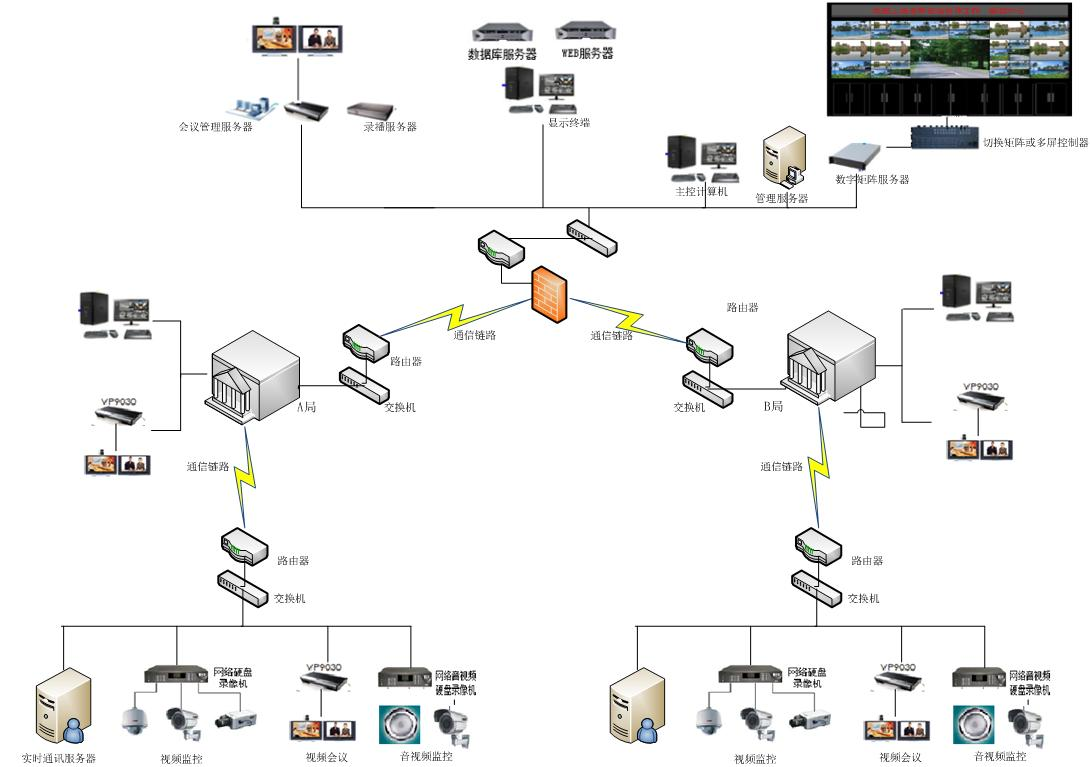 数据库服务器
WEB服务器
会议管理服务器
录播服务器
显示终端
切换矩阵或多屏控制器
数字矩阵服务器
主控计算机
管理服务器
路由器
通信链路
通信链路
路由器
交换机
A局
交换机
B局
VP9030
VP9030
通信链路
通信链路
路由器
交换机
路由器
交换机
网络硬盘
录像机
VP9030
网络音视频
硬盘录像机
网络硬盘
录像机
VP9030
网络音视频
硬盘录像机
实时通讯服务器
视频监控
视频会议
音视频监控
视频监控
视频会议
音视频监控